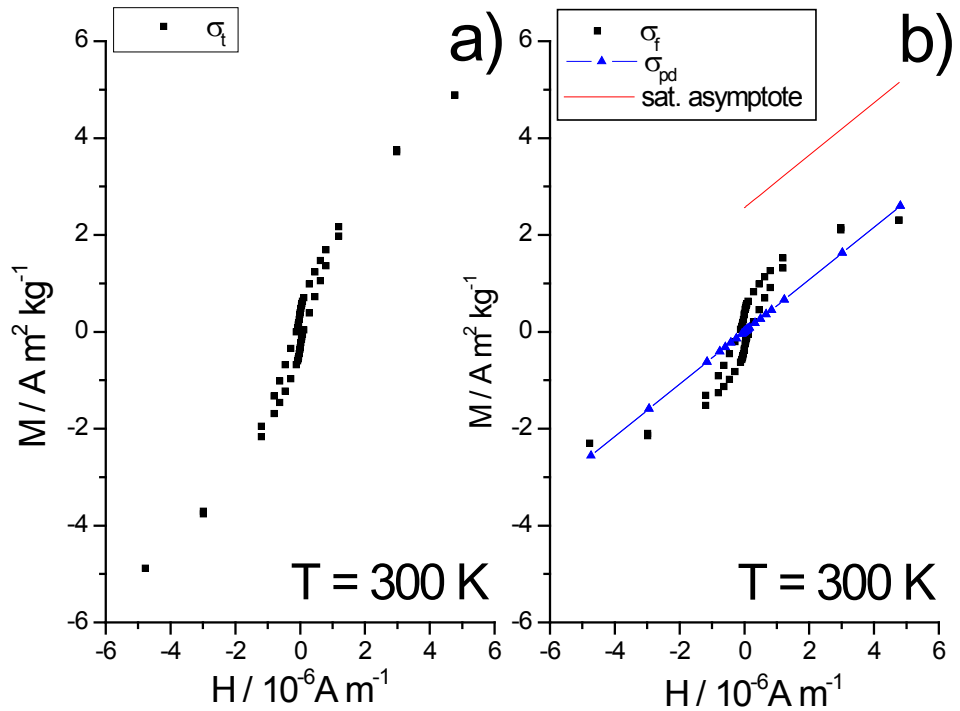 σt
a)
6
4
2
0
-2
-4
-6
M / A m² kg⁻¹
T = 300 K
-6 -4 -2 0 2 4 6
H / 10⁻⁶A m⁻¹
σf
σpd
sat. asymptote
b)
6
4
2
0
-2
-4
-6
M / A m² kg⁻¹
T = 300 K
-6 -4 -2 0 2 4 6
H / 10⁻⁶A m⁻¹